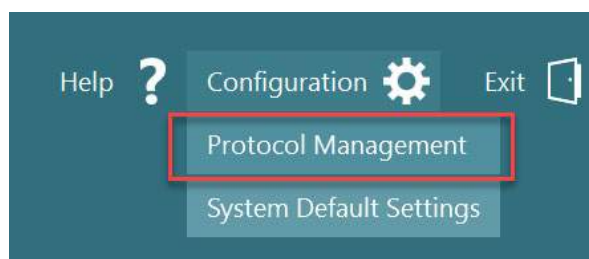 Help ? Configuration Exit
Protocol Management
System Default Settings